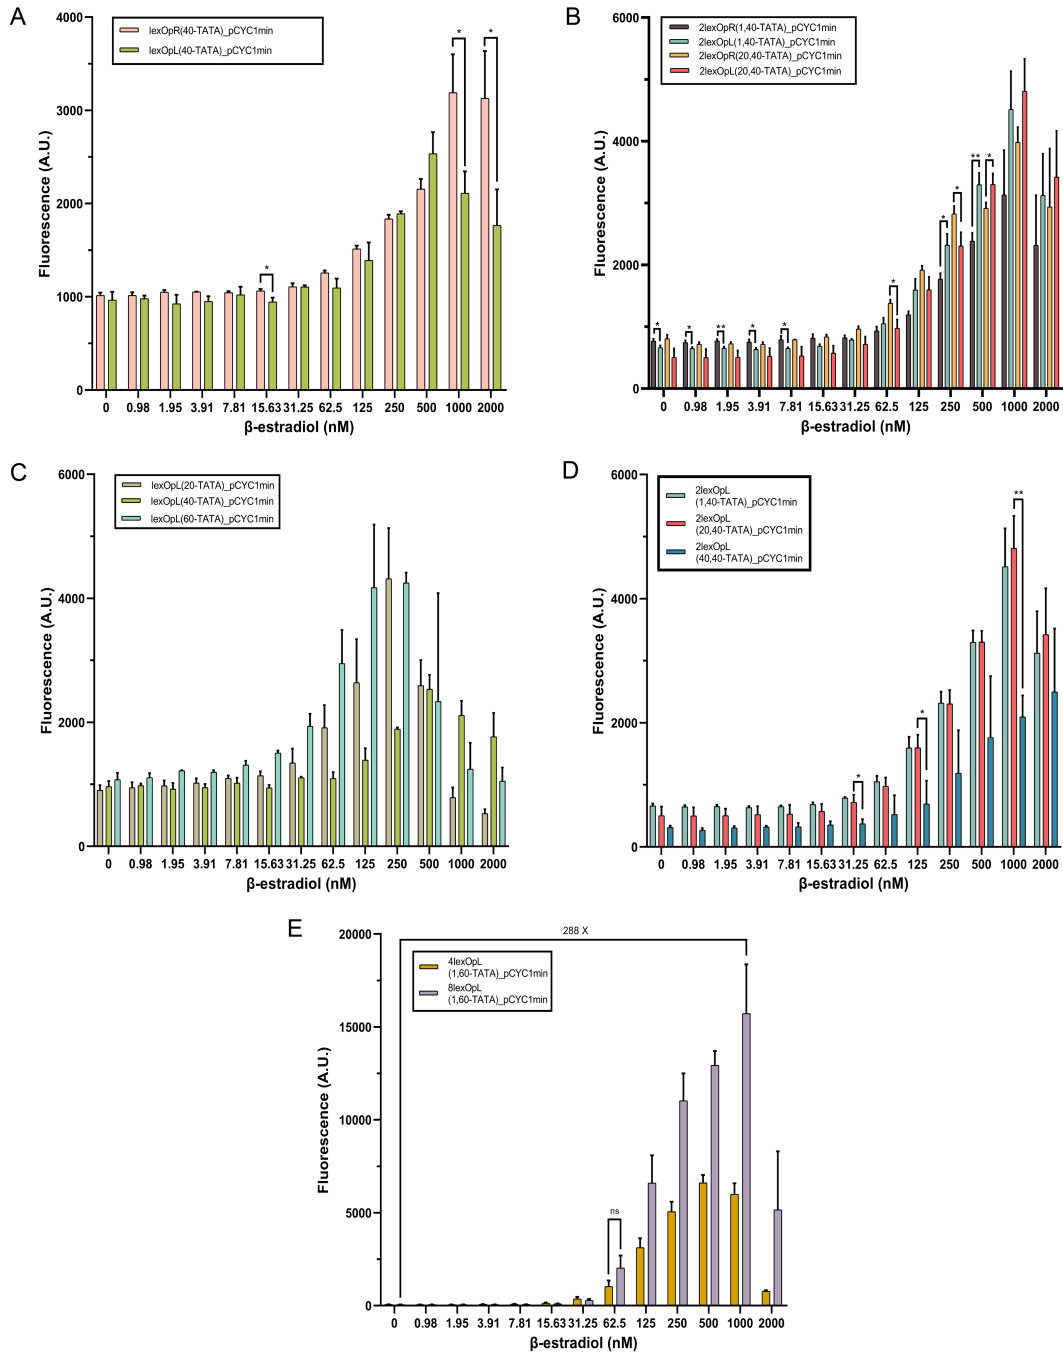 A
4000
3000
2000
1000
0
Fluorescence (A.U.)
lexOpR(40-TATA)_pCYC1min
lexOpL(40-TATA)_pCYC1min
*
*
*
0 0.98 1.95 3.91 7.81 15.63 31.25 62.5 125 250 500 1000 2000
β-estradiol (nM)
B
6000
4000
2000
0
Fluorescence (A.U.)
2lexOpR(1,40-TATA)_pCYC1min
2lexOpL(1,40-TATA)_pCYC1min
2lexOpR(20,40-TATA)_pCYC1min
2lexOpL(20,40-TATA)_pCYC1min
* * ** * * * * * ** *
0 0.98 1.95 3.91 7.81 15.63 31.25 62.5 125 250 500 1000 2000
β-estradiol (nM)
C
6000
4000
2000
0
Fluorescence (A.U.)
lexOpL(20-TATA)_pCYC1min
lexOpL(40-TATA)_pCYC1min
lexOpL(60-TATA)_pCYC1min
0 0.98 1.95 3.91 7.81 15.63 31.25 62.5 125 250 500 1000 2000
β-estradiol (nM)
D
6000
4000
2000
0
Fluorescence (A.U.)
2lexOpL
(1,40-TATA)_pCYC1min
2lexOpL
(20,40-TATA)_pCYC1min
2lexOpL
(40,40-TATA)_pCYC1min
*
*
**
0 0.98 1.95 3.91 7.81 15.63 31.25 62.5 125 250 500 1000 2000
β-estradiol (nM)
E
20000
15000
10000
5000
0
Fluorescence (A.U.)
288 X
4lexOpL
(1,60-TATA)_pCYC1min
8lexOpL
(1,60-TATA)_pCYC1min
ns
0 0.98 1.95 3.91 7.81 15.63 31.25 62.5 125 250 500 1000 2000
β-estradiol (nM)